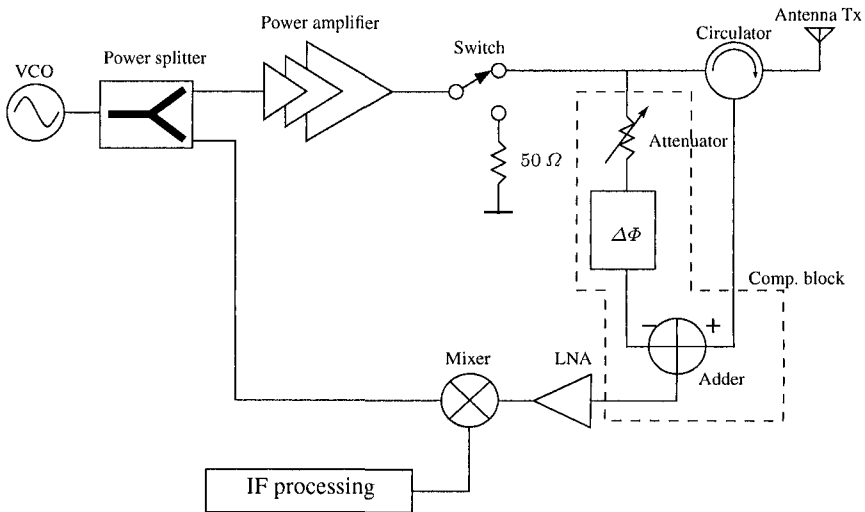 Antenna Tx
Circulator
Power amplifier
Switch
Power splitter
VCO
50 Ω
Attenuator
ΔΦ
Comp. block
− +
Adder
LNA
Mixer
IF processing